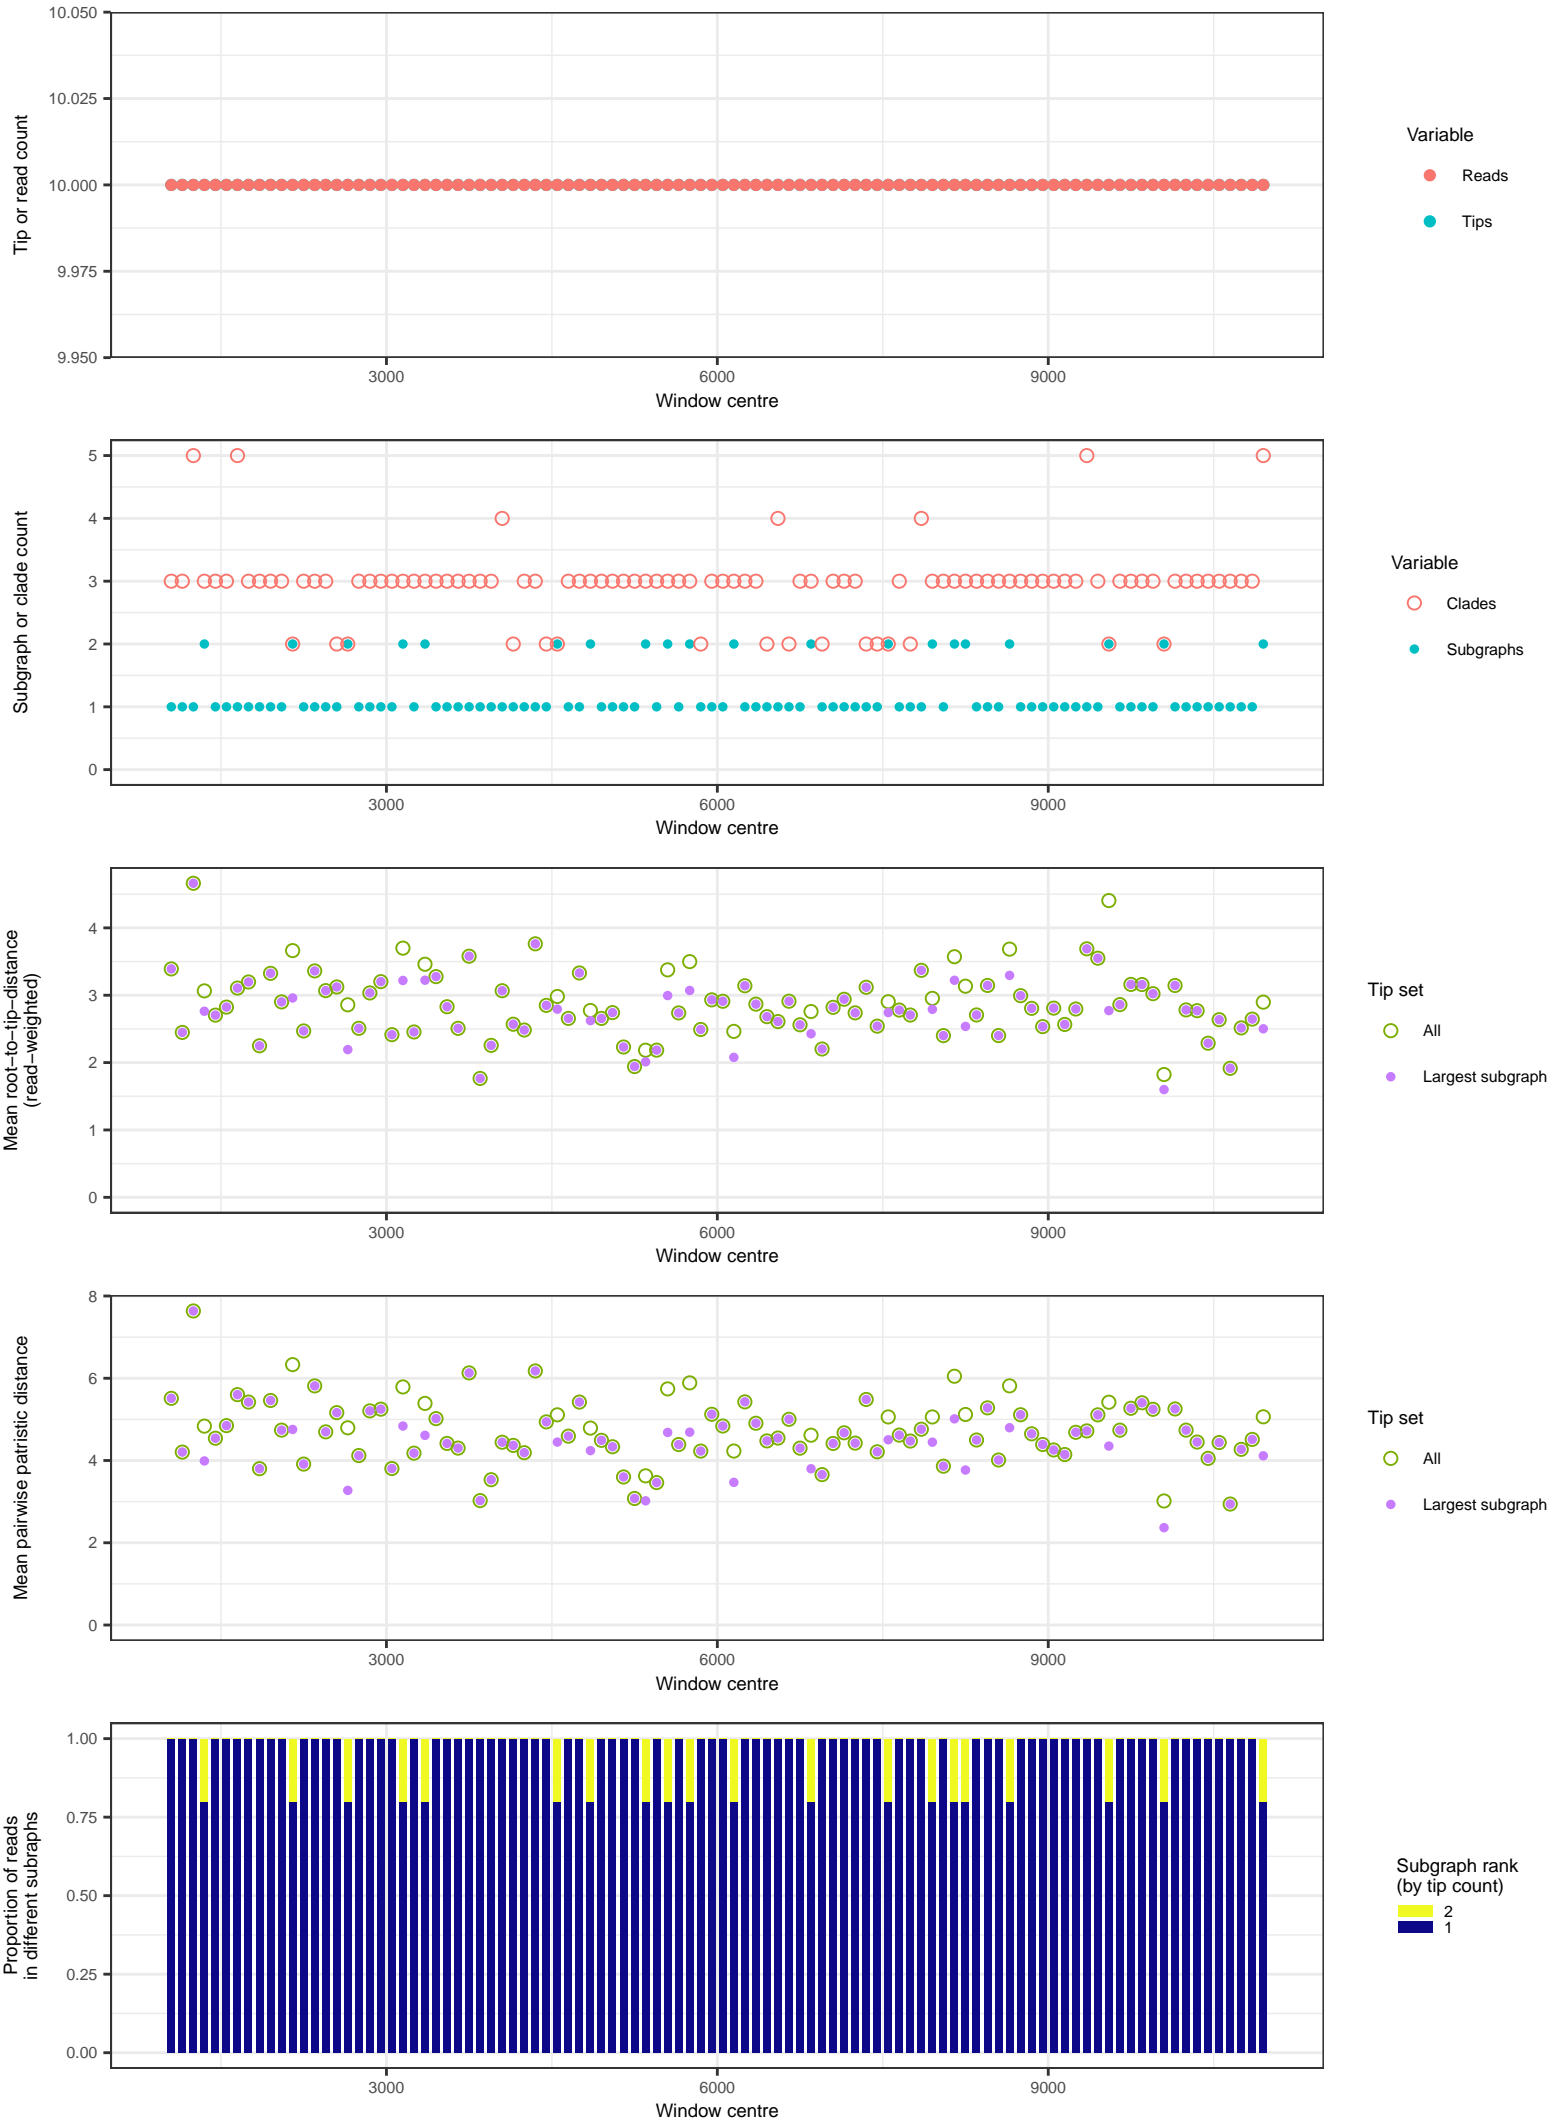 10.050
10.025
10.000
9.975
9.950
Tip or read count
3000
6000
9000
Window centre
Variable
Reads
Tips
5
4
3
2
1
0
Subgraph or clade count
3000
6000
9000
Window centre
Variable
Clades
Subgraphs
4
3
2
1
0
Mean root−to−tip−distance
(read−weighted)
3000
6000
9000
Window centre
Tip set
All
Largest subgraph
8
6
4
2
0
Mean pairwise patristic distance
3000
6000
9000
Window centre
Tip set
All
Largest subgraph
1.00
0.75
0.50
0.25
0.00
Proportion of reads
in different subraphs
3000
6000
9000
Window centre
Subgraph rank
(by tip count)
2
1